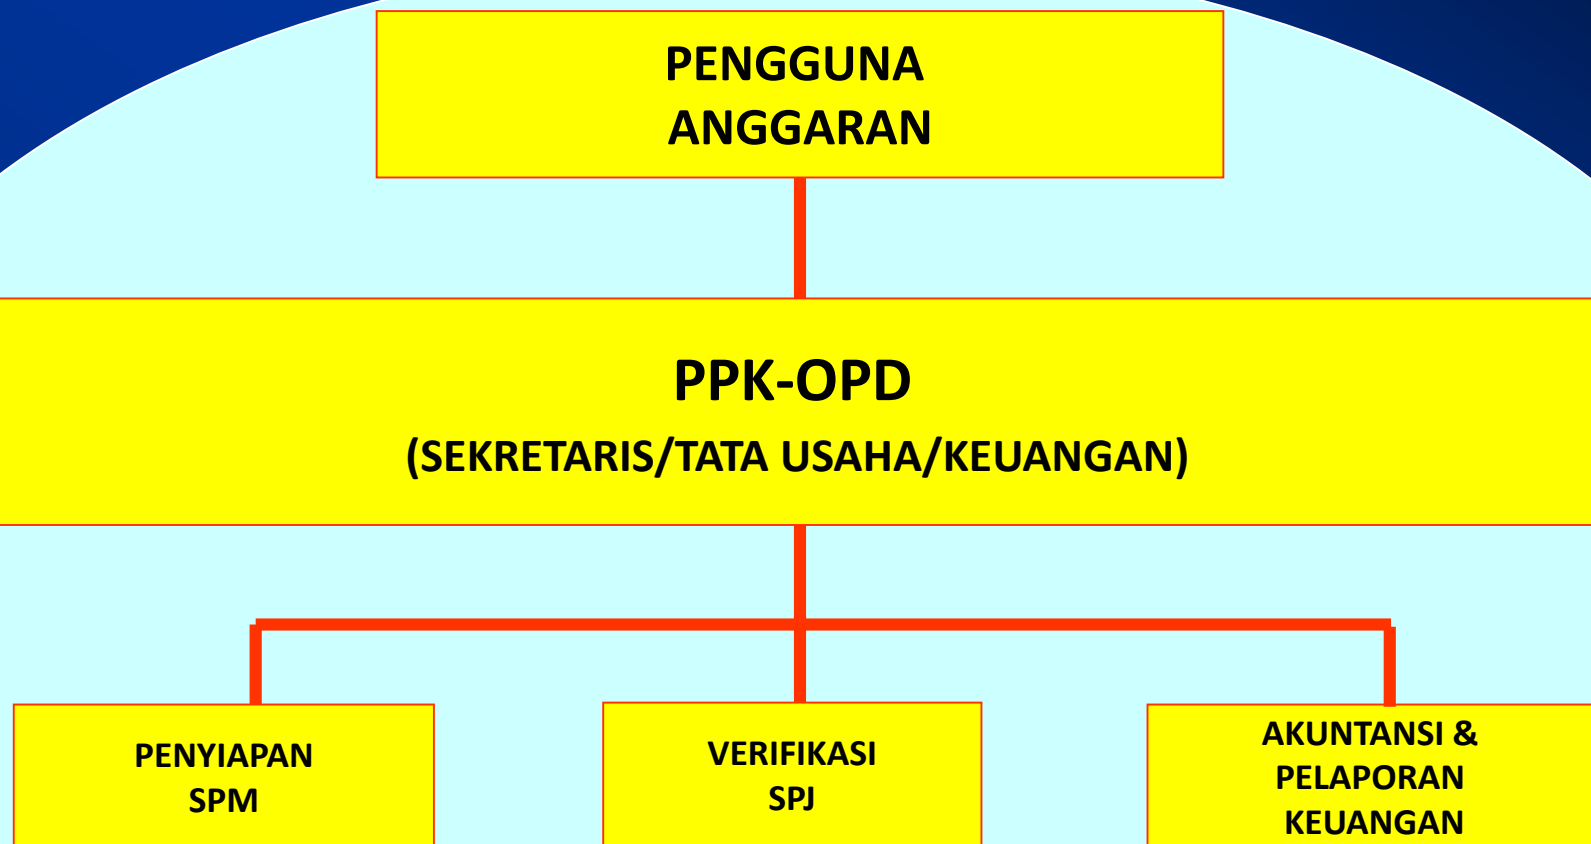 PENGGUNA
ANGGARAN
PPK-OPD
(SEKRETARIS/TATA USAHA/KEUANGAN)
PENYIAPAN
SPM
VERIFIKASI
SPJ
AKUNTANSI &
PELAPORAN
KEUANGAN